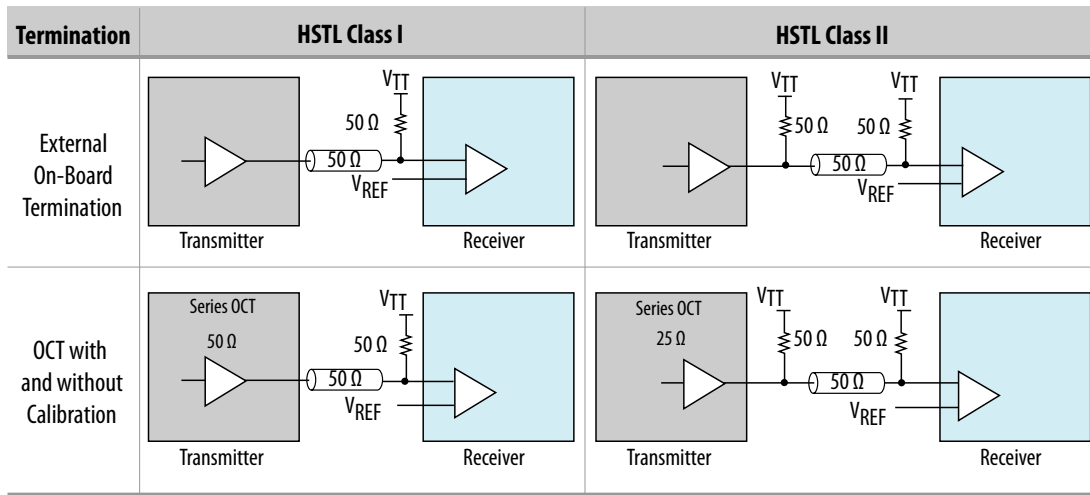 Termination
HSTL Class I
HSTL Class II
External
On-Board
Termination
VTT
50 Ω
50 Ω
VREF
Transmitter
Receiver
VTT
VTT
50 Ω
50 Ω
50 Ω
VREF
Transmitter
Receiver
OCT with
and without
Calibration
Series OCT
50 Ω
VTT
50 Ω
50 Ω
VREF
Transmitter
Receiver
Series OCT
25 Ω
VTT
VTT
50 Ω
50 Ω
50 Ω
VREF
Transmitter
Receiver